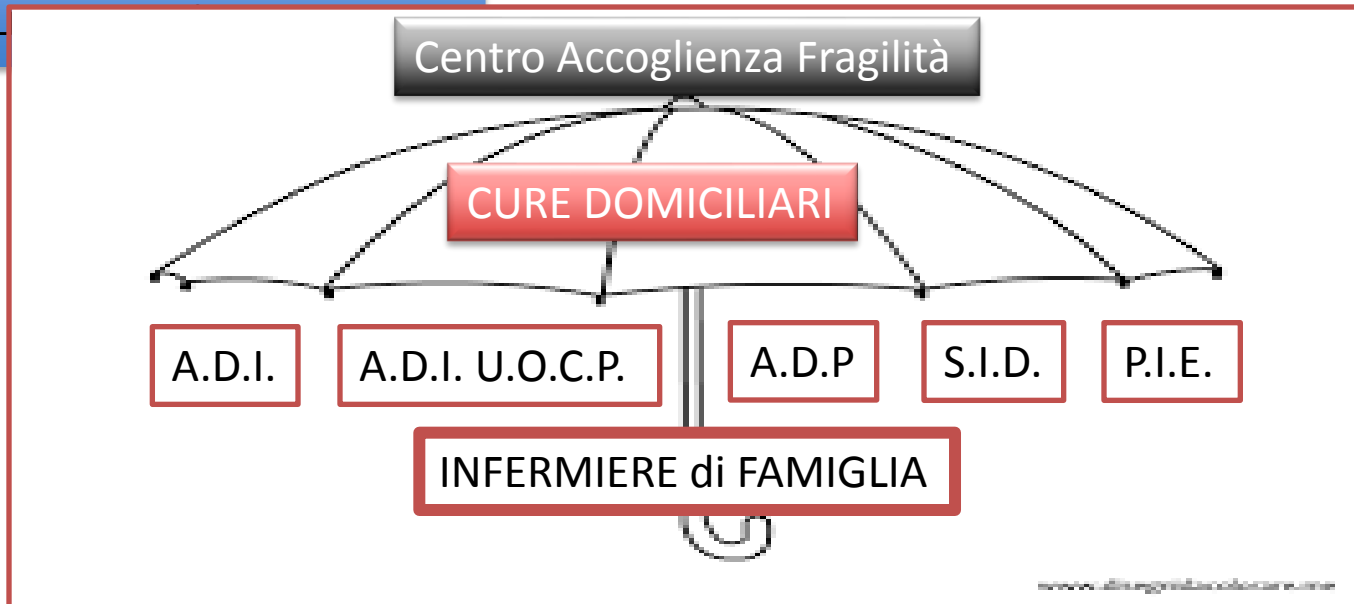 Centro Accoglienza Fragilità
CURE DOMICILIARI
A.D.I.
A.D.I. U.O.C.P.
A.D.P
S.I.D.
P.I.E.
INFERMIERE di FAMIGLIA